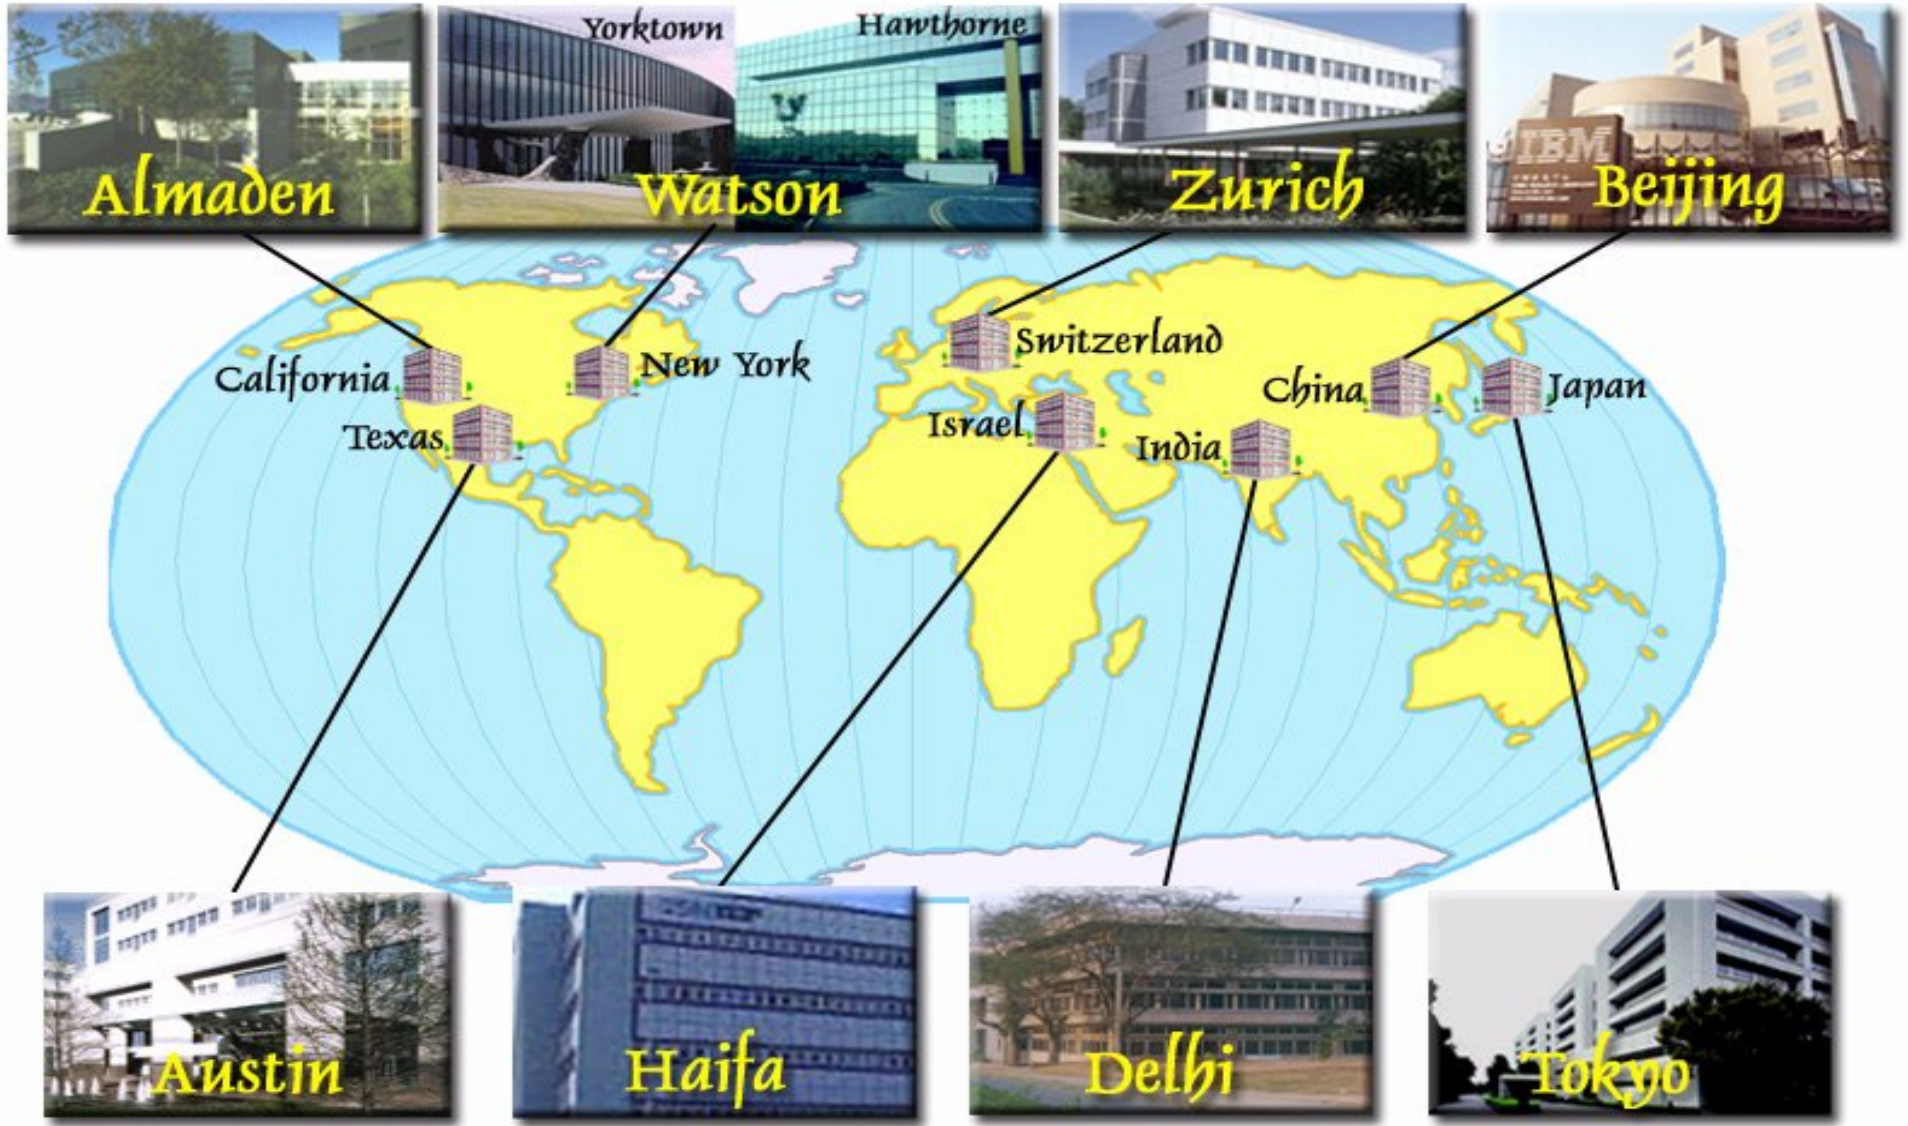 Yorktown
Hawthorne
Almaden
Watson
Zurich
IBM
Beijing
California
New York
Switzerland
China
Japan
Texas
Israel
India
Austin
Haifa
Delhi
Tokyo